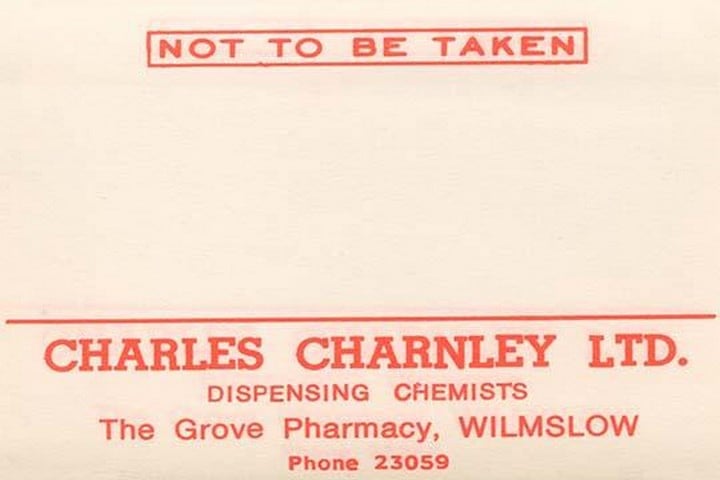 NOT TO BE TAKEN
CHARLES CHARNLEY LTD.
DISPENSING CHEMISTS
The Grove Pharmacy, WILMSLOW
Phone 23059